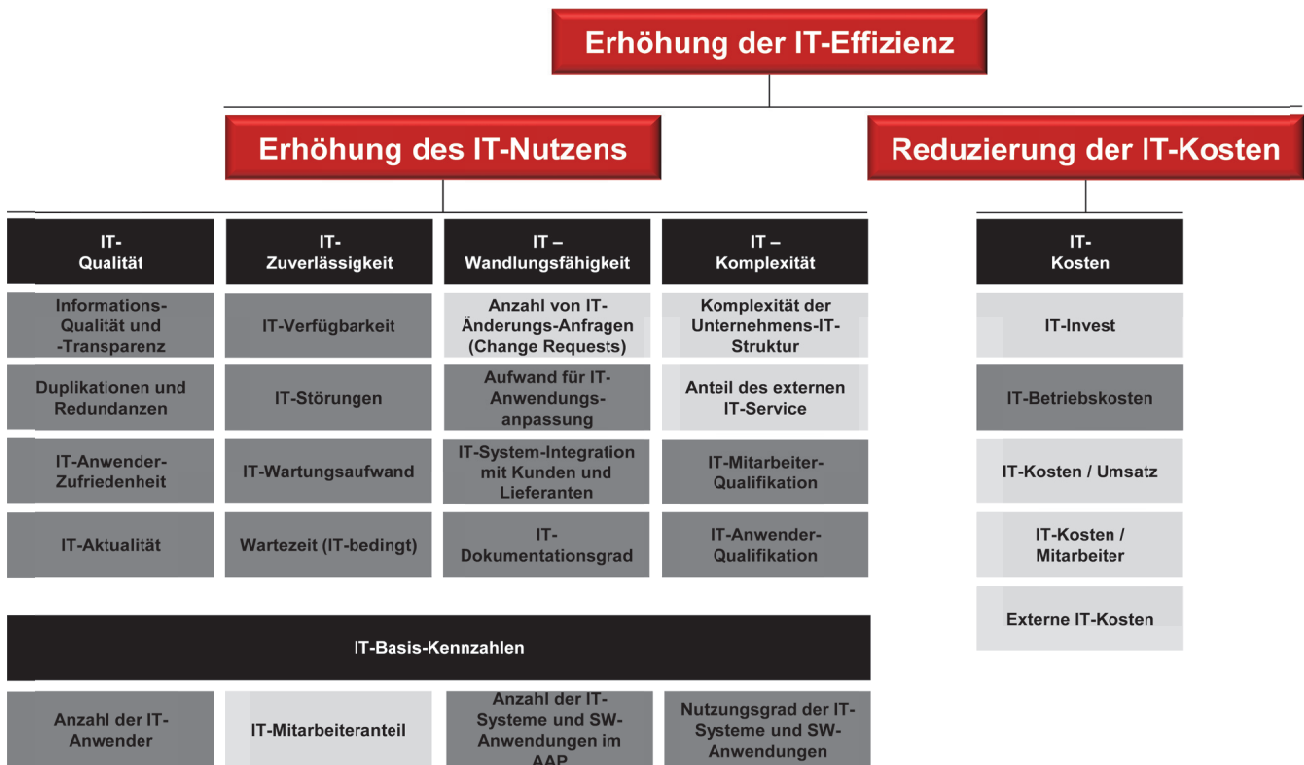 Erhöhung der IT-Effizienz
Erhöhung des IT-Nutzens
Reduzierung der IT-Kosten
IT-
Qualität
IT-
Zuverlässigkeit
IT –
Wandlungsfähigkeit
IT –
Komplexität
IT-
Kosten
Informations-
Qualität und
-Transparenz
IT-Verfügbarkeit
Anzahl von IT-
Änderungs-Anfragen
(Change Requests)
Komplexität der
Unternehmens-IT-
Struktur
IT-Invest
Duplikationen und
Redundanzen
IT-Störungen
Aufwand für IT-
Anwendungs-
anpassung
Anteil des externen
IT-Service
IT-Betriebskosten
IT-Anwender-
Zufriedenheit
IT-Wartungsaufwand
IT-System-Integration
mit Kunden und
Lieferanten
IT-Mitarbeiter-
Qualifikation
IT-Kosten / Umsatz
IT-Aktualität
Wartezeit (IT-bedingt)
IT-
Dokumentationsgrad
IT-Anwender-
Qualifikation
IT-Kosten /
Mitarbeiter
Externe IT-Kosten
IT-Basis-Kennzahlen
Anzahl der IT-
Anwender
IT-Mitarbeiteranteil
Anzahl der IT-
Systeme und SW-
Anwendungen im
AAP
Nutzungsgrad der IT-
Systeme und SW-
Anwendungen